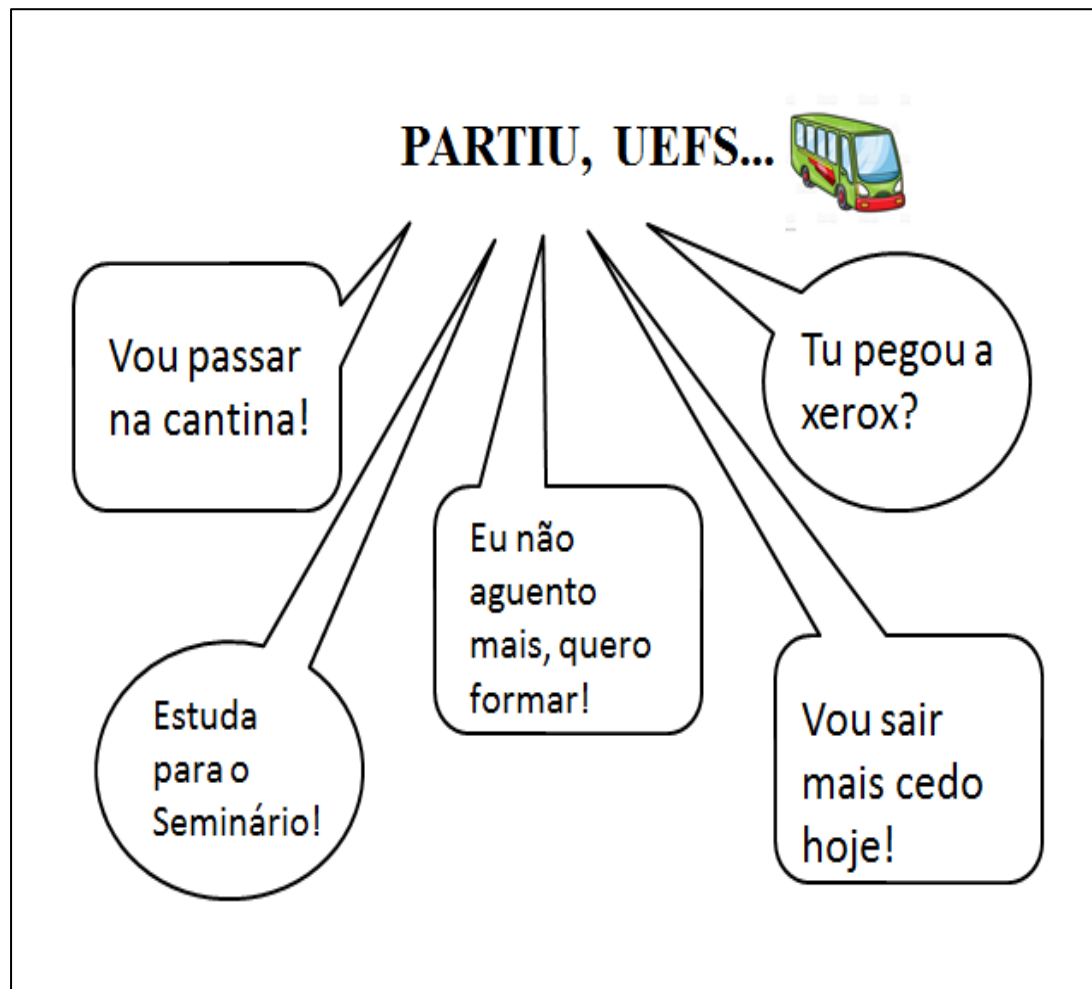 PARTIU, UEFS...
Vou passar
na cantina!
Tu pegou a
xerox?
Eu não
aguento
mais, quero
formar!
Estuda
para o
Seminário!
Vou sair
mais cedo
hoje!